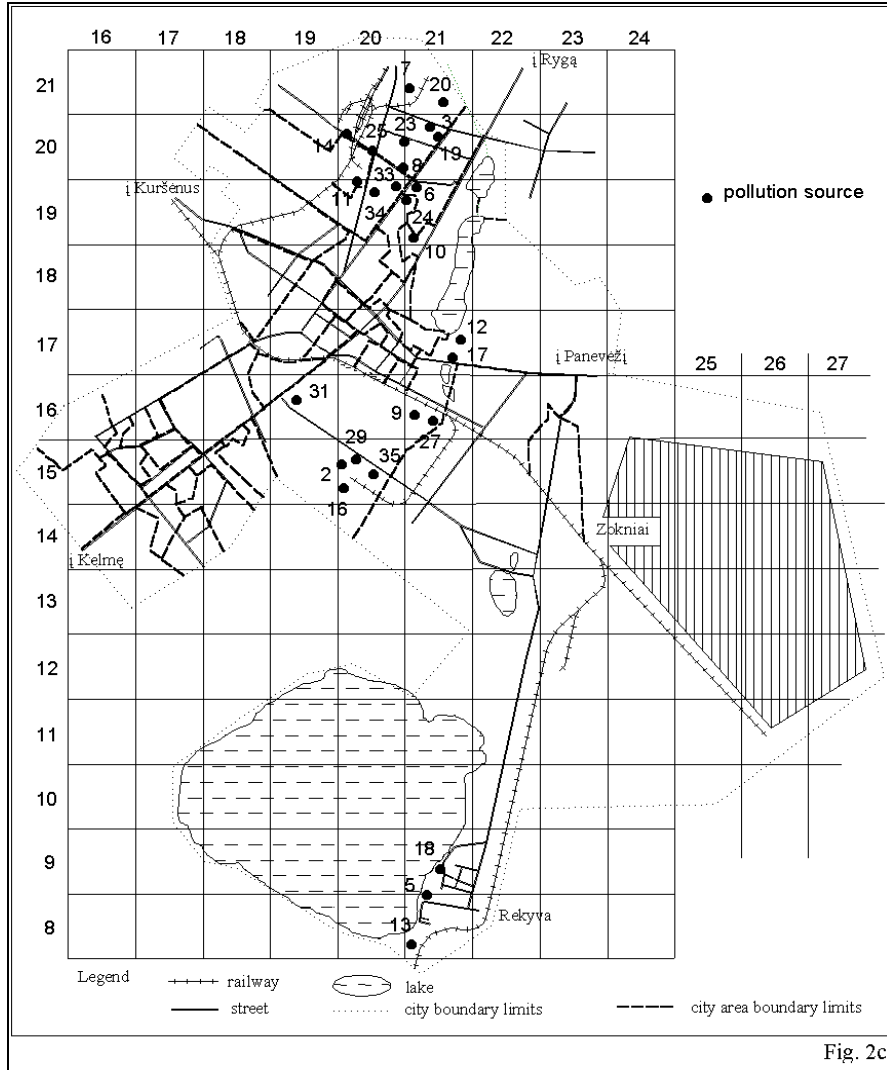 16 17 18 19 20 21 22 23 24
į Rygą
21
7
20
pollution source
20
14
25
23
3
19
8
į Kuršėnus
19
11
33
34
6
24
10
18
17
12
17
į Panevėžį
25 26 27
16
31
9
27
15
29
35
2
16
14
Zokniai
į Kelmę
13
12
11
10
9
18
5
8
13
Rekyva
Legend
railway
lake
street
city boundary limits
city area boundary limits
Fig. 2c